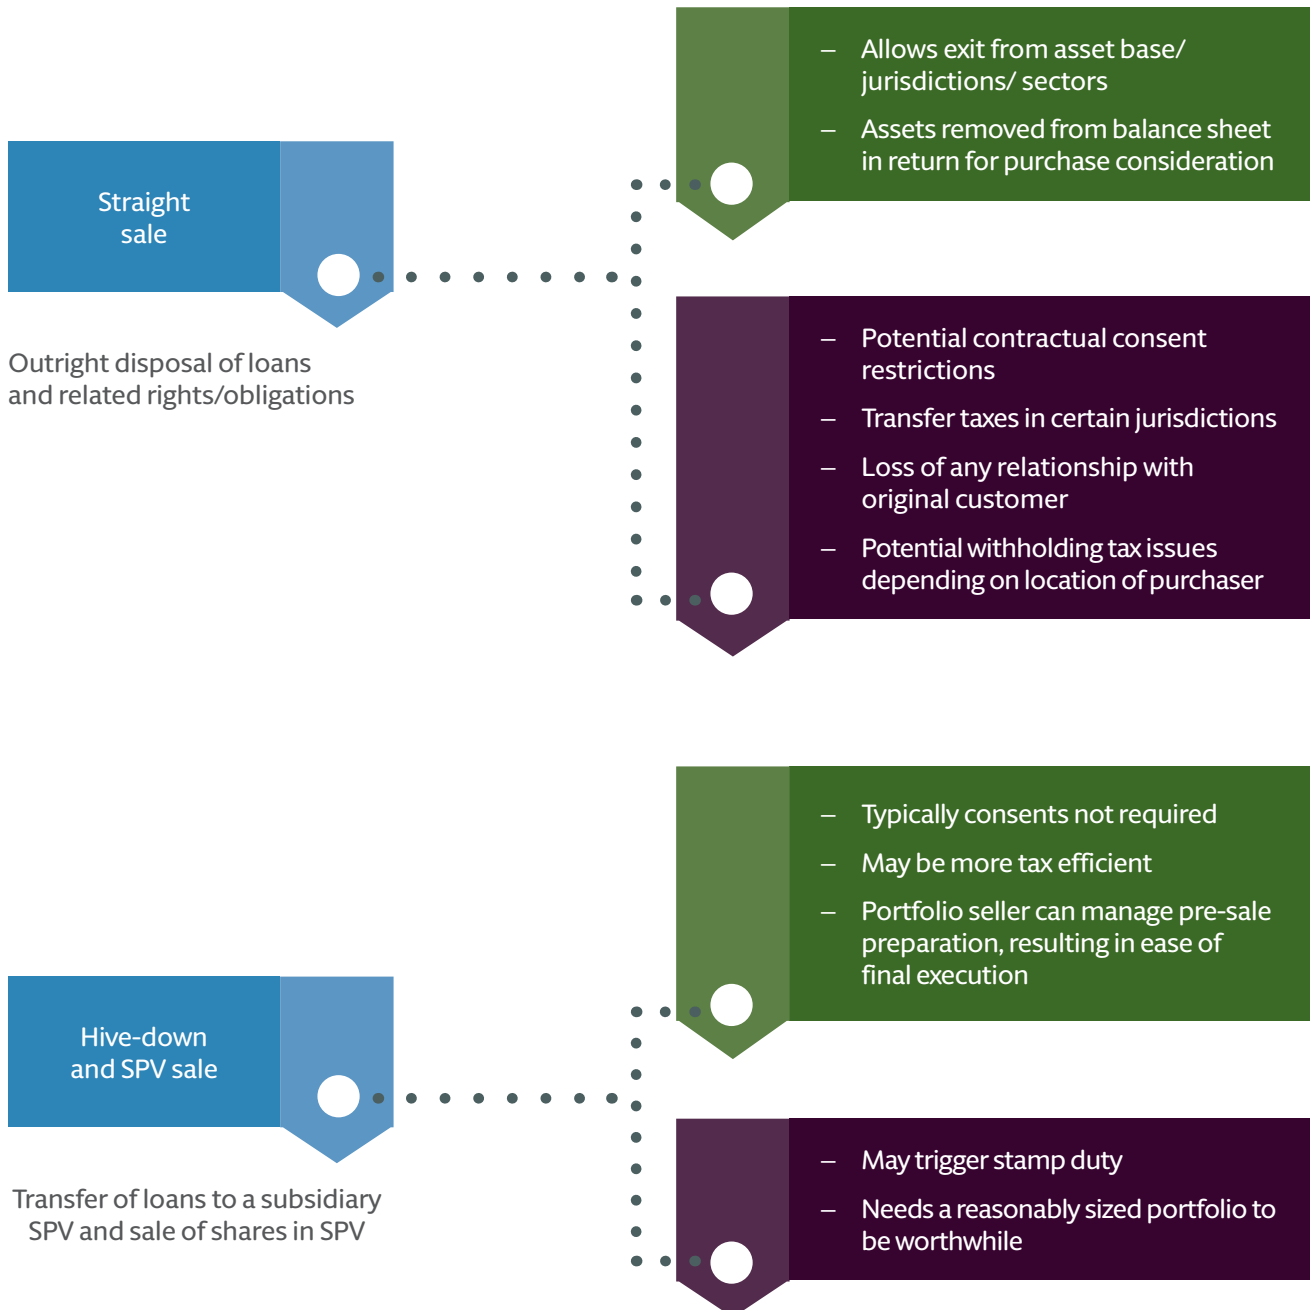 Straight
sale
Outright disposal of loans
and related rights/obligations
– Allows exit from asset base/
jurisdictions/ sectors
– Assets removed from balance sheet
in return for purchase consideration
– Potential contractual consent
restrictions
– Transfer taxes in certain jurisdictions
– Loss of any relationship with
original customer
– Potential withholding tax issues
depending on location of purchaser
Hive-down
and SPV sale
Transfer of loans to a subsidiary
SPV and sale of shares in SPV
– Typically consents not required
– May be more tax efficient
– Portfolio seller can manage pre-sale
preparation, resulting in ease of
final execution
– May trigger stamp duty
– Needs a reasonably sized portfolio to
be worthwhile